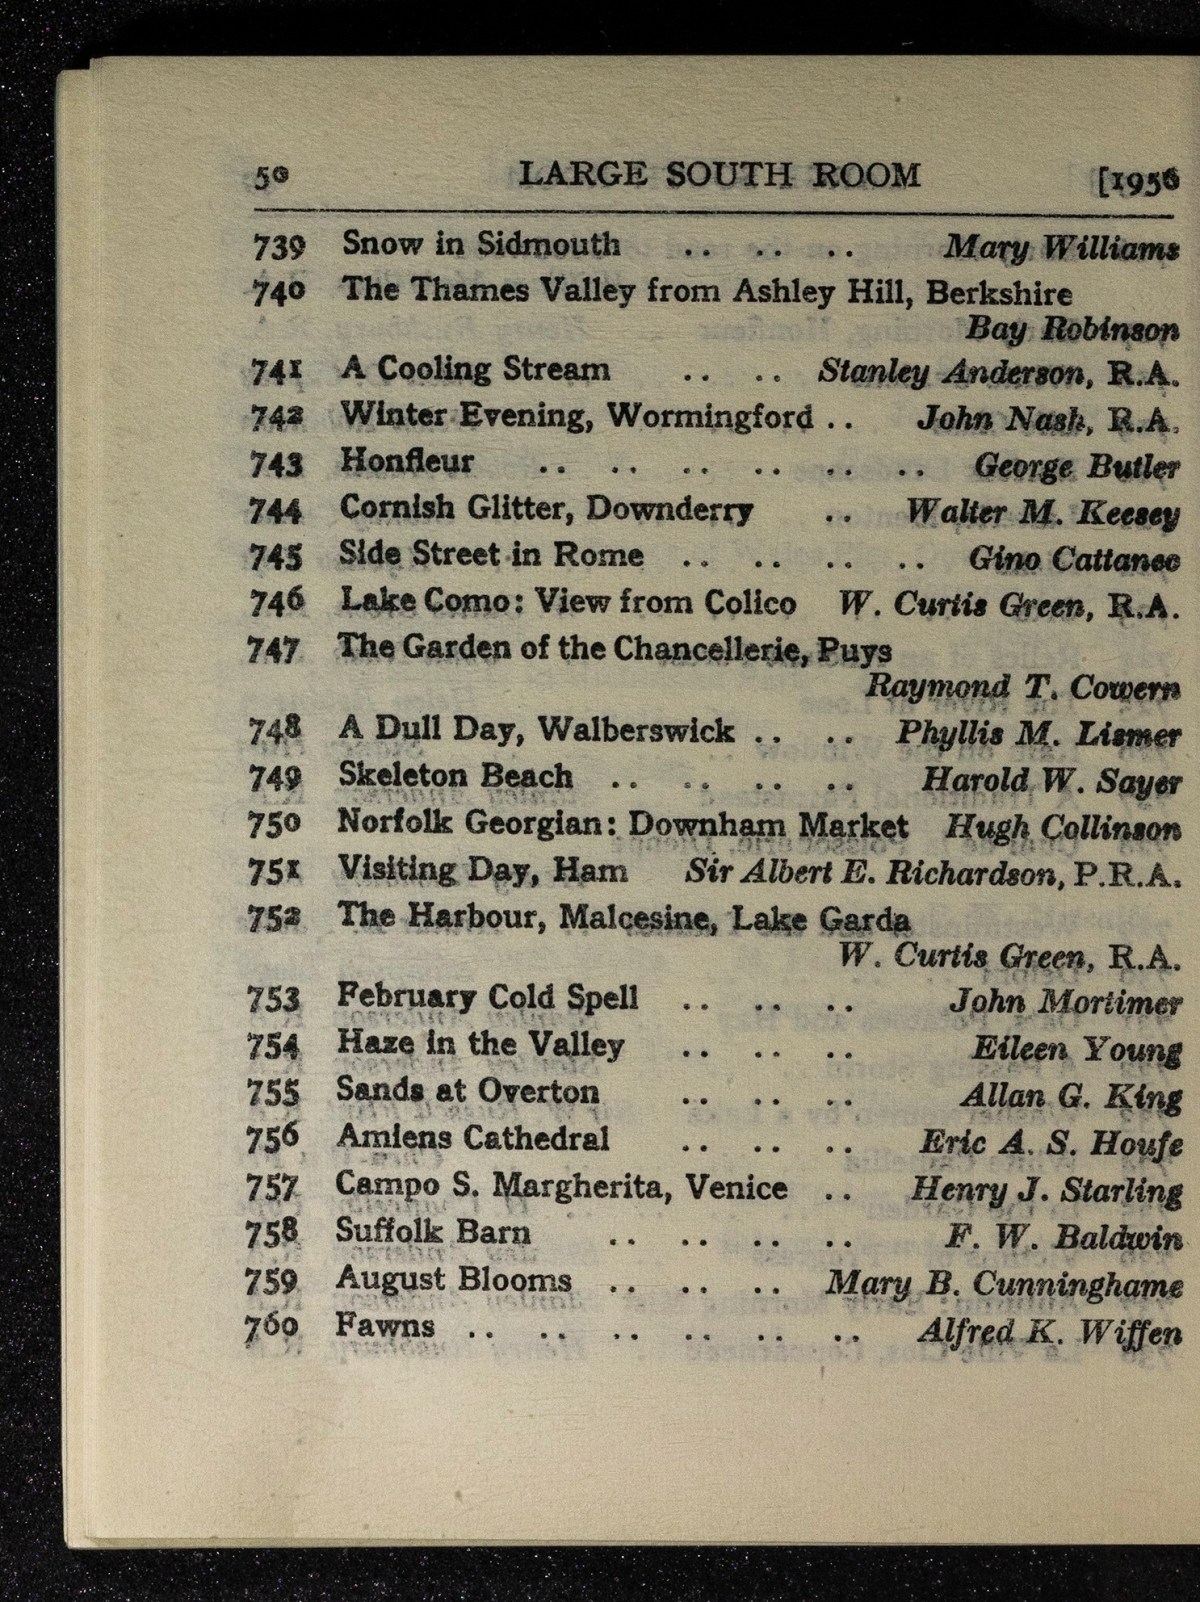 50 LARGE SOUTH ROOM [1956
739 Snow in Sidmouth .. .. .. Mary Williams
740 The Thames Valley from Ashley Hill, Berkshire
Bay Robinson
741 A Cooling Stream .. .. Stanley Anderson, R.A.
742 Winter Evening, Wormingford .. John Nash, R.A.
743 Honfleur .. .. .. .. .. .. George Butler
744 Cornish Glitter, Downderry .. Walter M. Keesey
745 Side Street in Rome .. .. .. .. Gino Cattaneo
746 Lake Como: View from Colico W. Curtis Green, R.A.
747 The Garden of the Chancellerie, Puys
Raymond T. Cowern
748 A Dull Day, Walberswick .. .. Phyllis M. Lismer
749 Skeleton Beach .. .. .. .. Harold W. Sayer
750 Norfolk Georgian: Downham Market Hugh Collinson
751 Visiting Day, Ham Sir Albert E. Richardson, P.R.A.
752 The Harbour, Malcesine, Lake Garda
W. Curtis Green, R.A.
753 February Cold Spell .. .. .. John Mortimer
754 Haze in the Valley .. .. .. Eileen Young
755 Sands at Overton .. .. .. Allan G. King
756 Amiens Cathedral .. .. .. Eric A. S. Houfe
757 Campo S. Margherita, Venice .. Henry J. Starling
758 Suffolk Barn .. .. .. .. F. W. Baldwin
759 August Blooms .. .. .. Mary B. Cunninghame
760 Fawns .. .. .. .. .. .. Alfred K. Wiffen